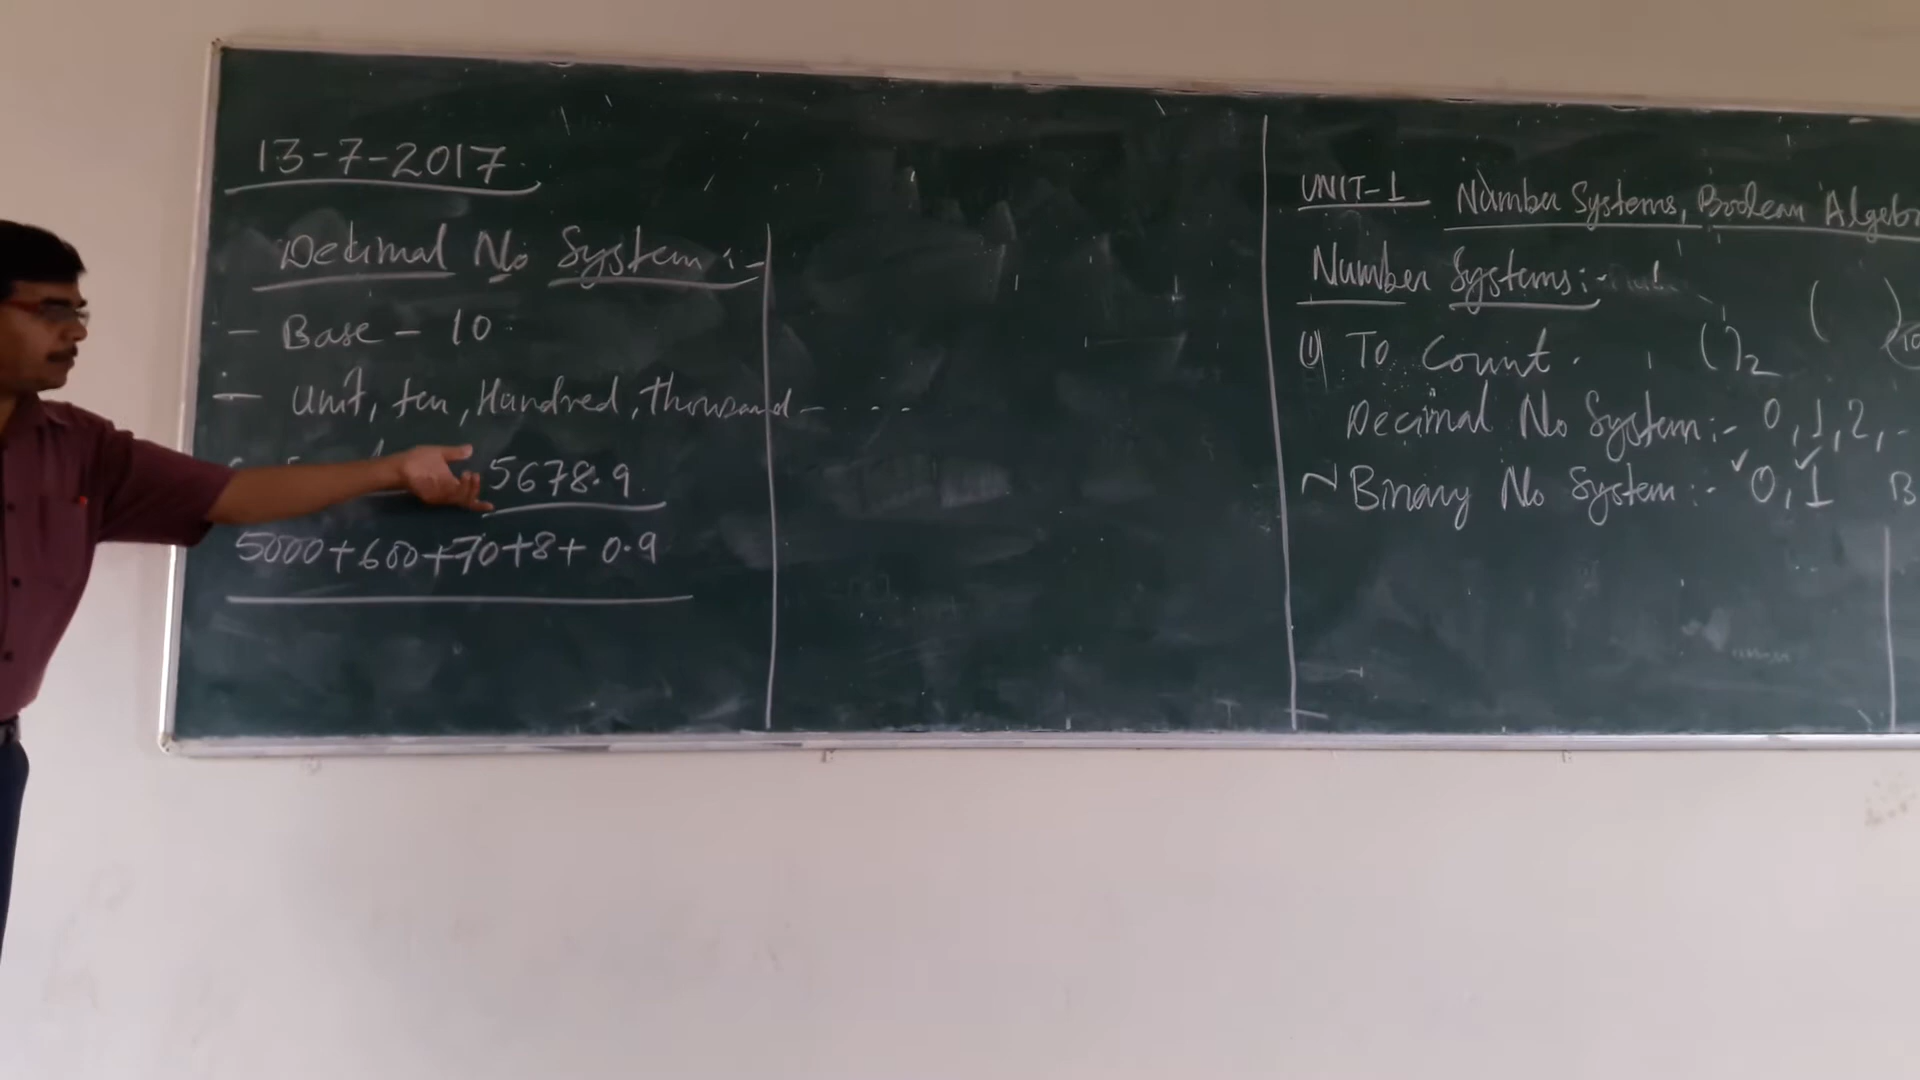 13-7-2017
Decimal No System :-
- Base - 10
- Unit, ten, Hundred, thousand - ...
5678.9
5000+600+70+8+ 0.9
UNIT-1 Number Systems, Boolean Algebr
Number Systems:-
(1) To Count. ( )2 ( )10
Decimal No System:- 0,1,2,-
~ Binary No System:- 0,1 B